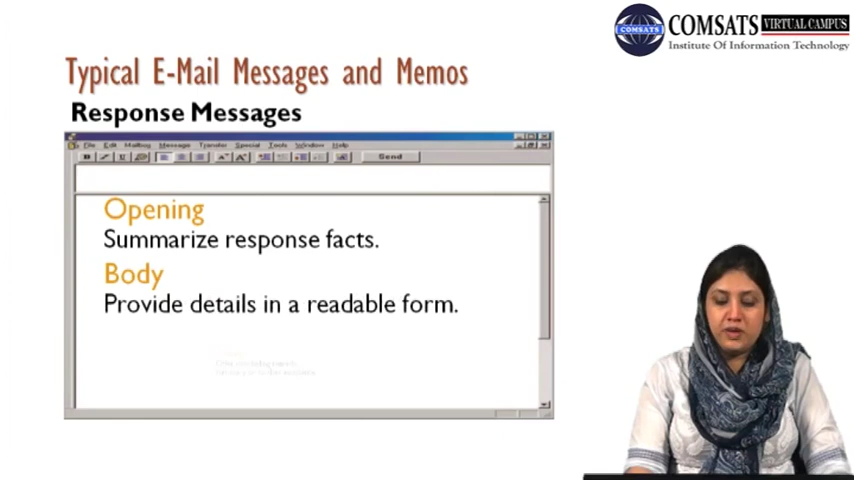 COMSATS VIRTUAL CAMPUS
COMSATS
Institute Of Information Technology
Typical E-Mail Messages and Memos
Response Messages
File Edit Mailbox Message Transfer Special Tools Window Help
Send
Opening
Summarize response facts.
Body
Provide details in a readable form.